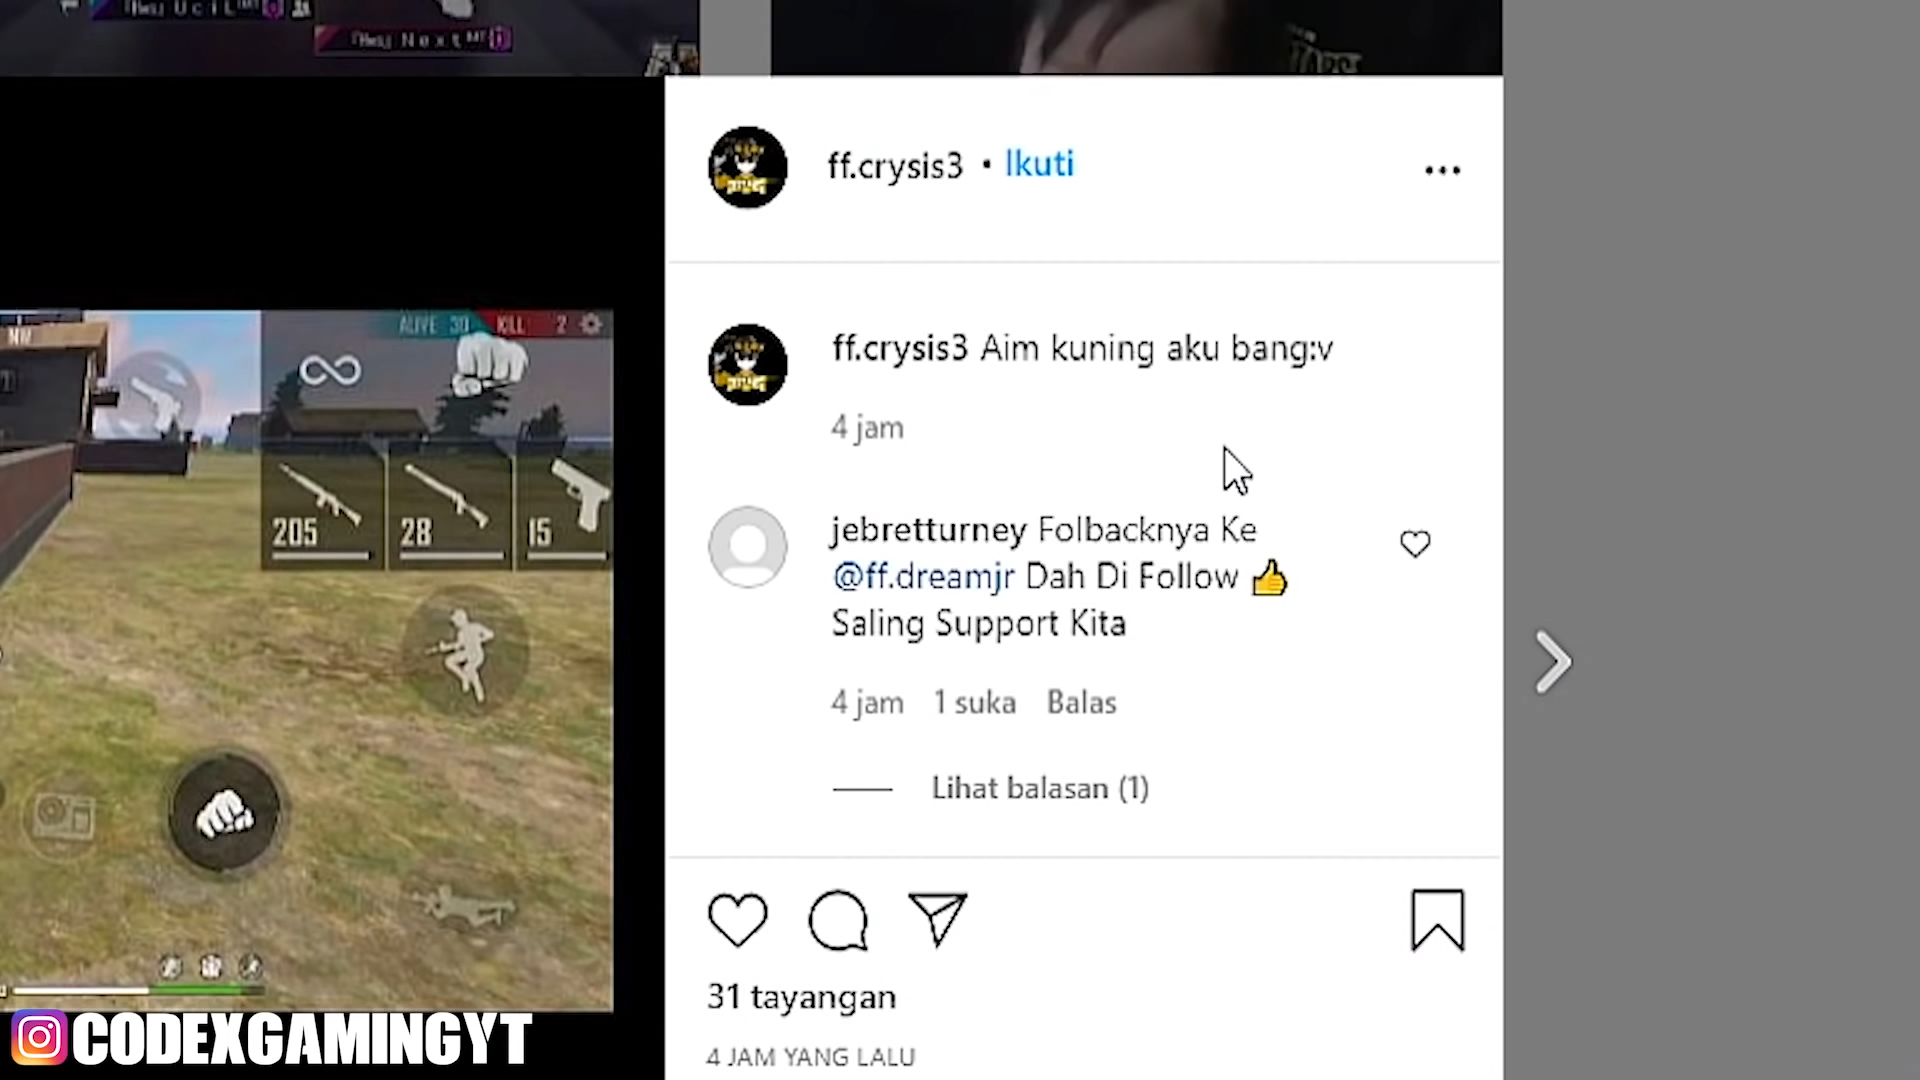 ff.crysis3 • Ikuti
ff.crysis3 Aim kuning aku bang:v
4 jam
jebretturney Folbacknya Ke
@ff.dreamjr Dah Di Follow 👍
Saling Support Kita
4 jam 1 suka Balas
Lihat balasan (1)
31 tayangan
4 JAM YANG LALU
NW
ALIVE 30 KILL 2
205 28 15
CODEXGAMINGYT